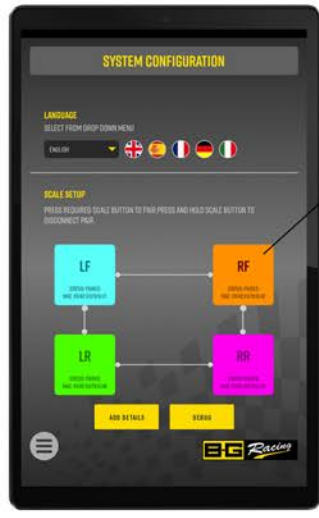 SYSTEM CONFIGURATION
LANGUAGE
SELECT FROM DROP DOWN MENU
ENGLISH
SCALE SETUP
PRESS REQUIRED SCALE BUTTON TO PAIR.PRESS AND HOLD SCALE BUTTON TO
DISCONNECT PAIR.
LF
RF
LR
RR
ADD DETAILS
DEBUG
B-G Racing